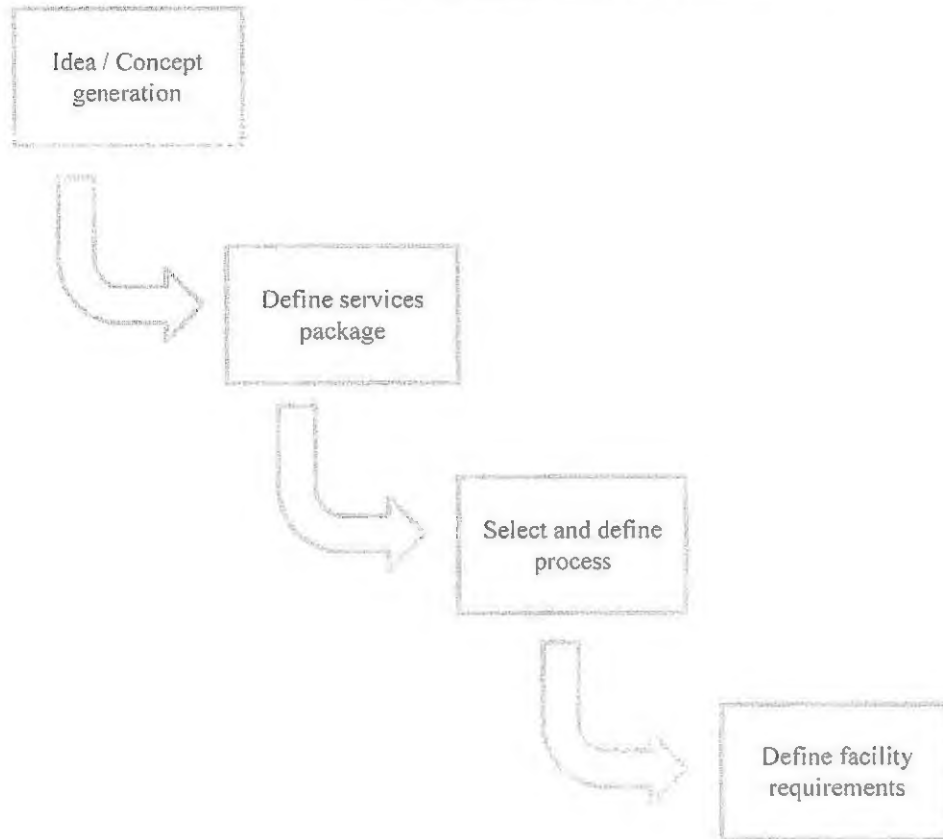 Idea / Concept
generation
Define services
package
Select and define
process
Define facility
requirements